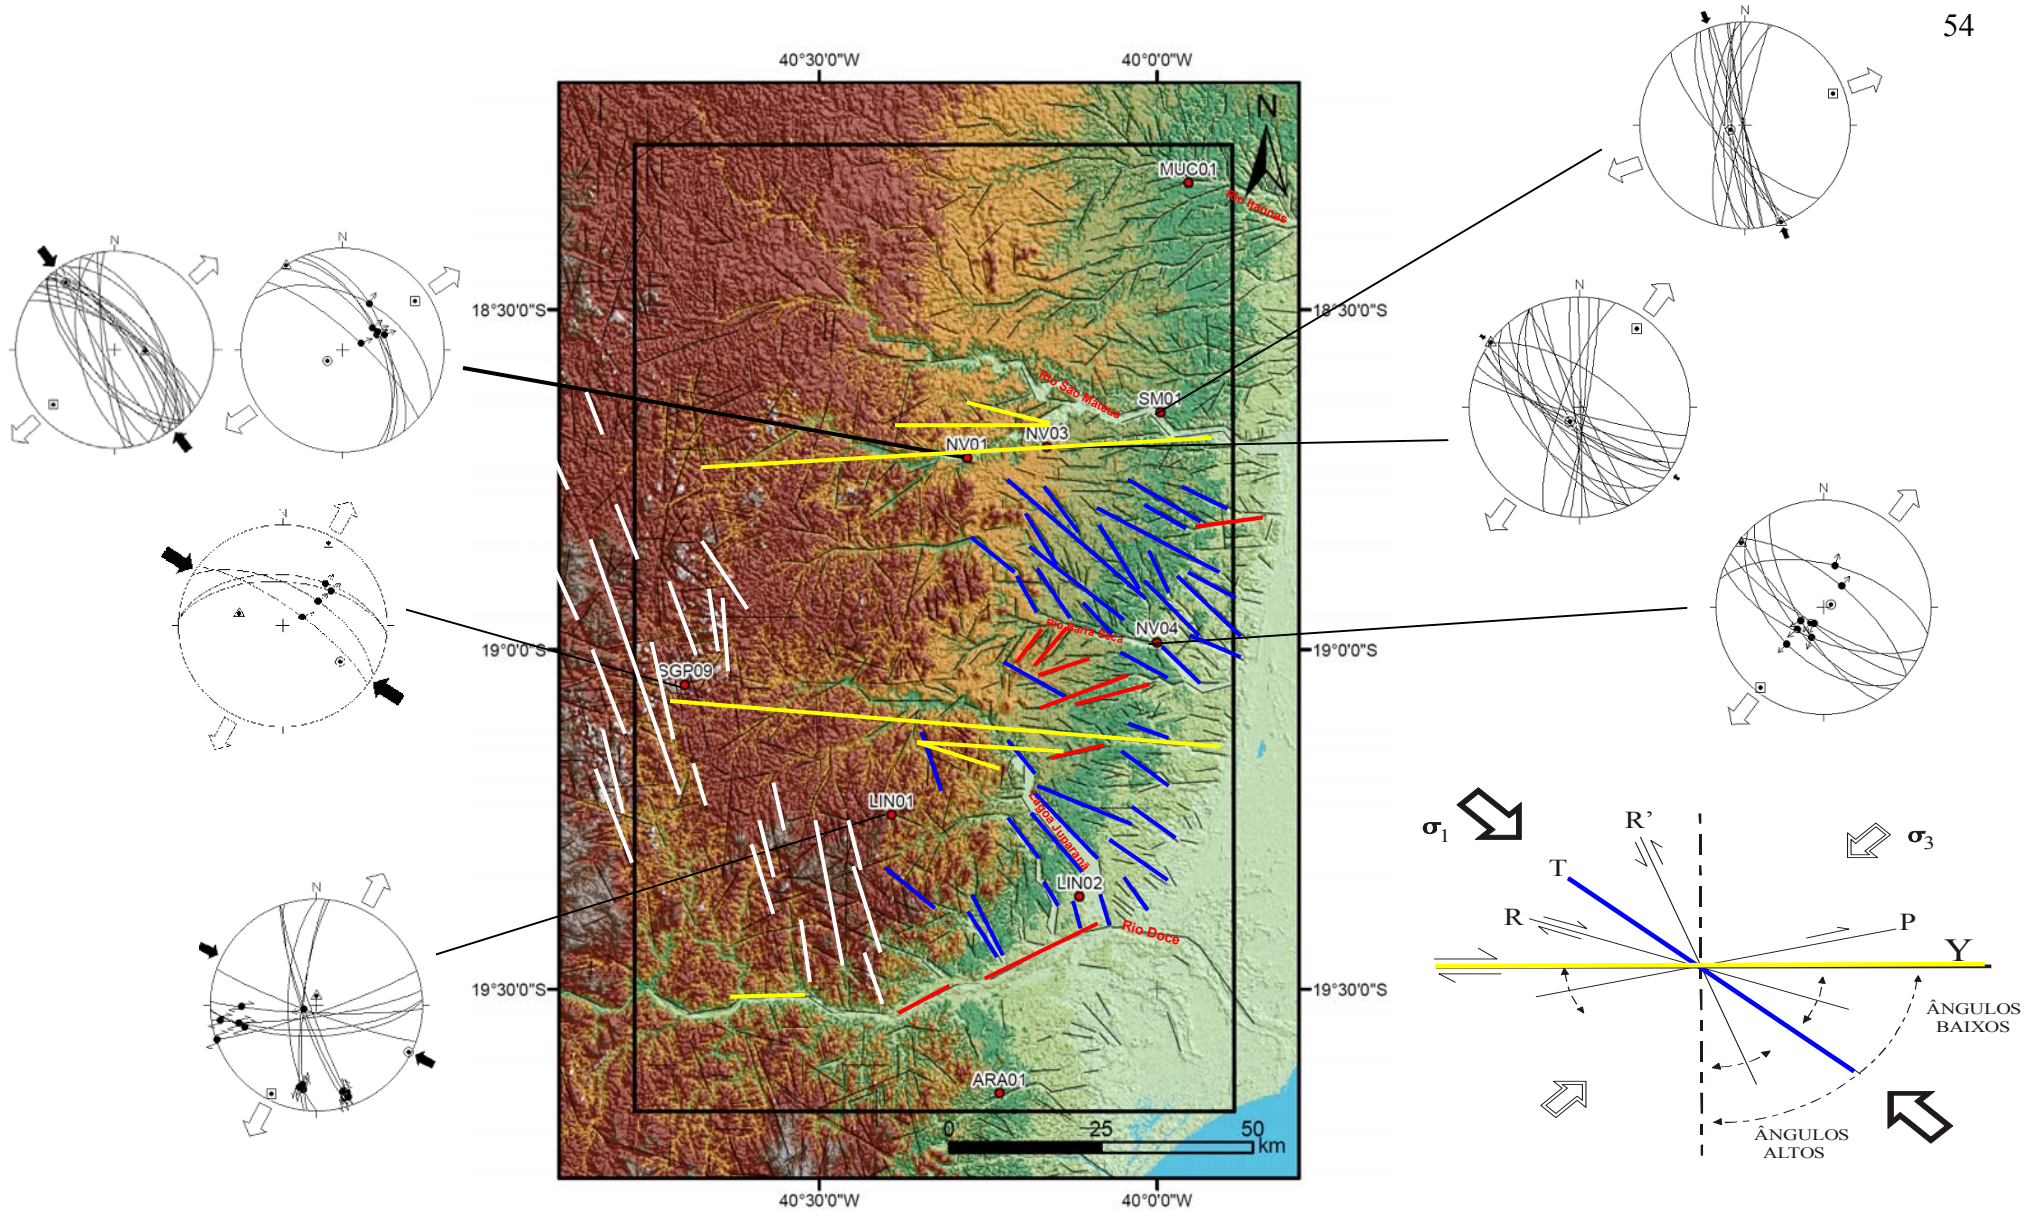 54
40°30'0"W
40°0'0"W
N
N
MUC01
Rio Itaúnas
N
N
18°30'0"S
18°30'0"S
N
Rio São Mateus
SM01
NV03
NV01
N
N
Rio Barra Seca
NV04
19°0'0"S
19°0'0"S
SGP09
σ1
R'
σ3
LIN01
Lagoa Juparanã
T
LIN02
N
R
P
Rio Doce
Y
19°30'0"S
19°30'0"S
ÂNGULOS
BAIXOS
ARA01
ÂNGULOS
ALTOS
0
25
50
km
40°30'0"W
40°0'0"W